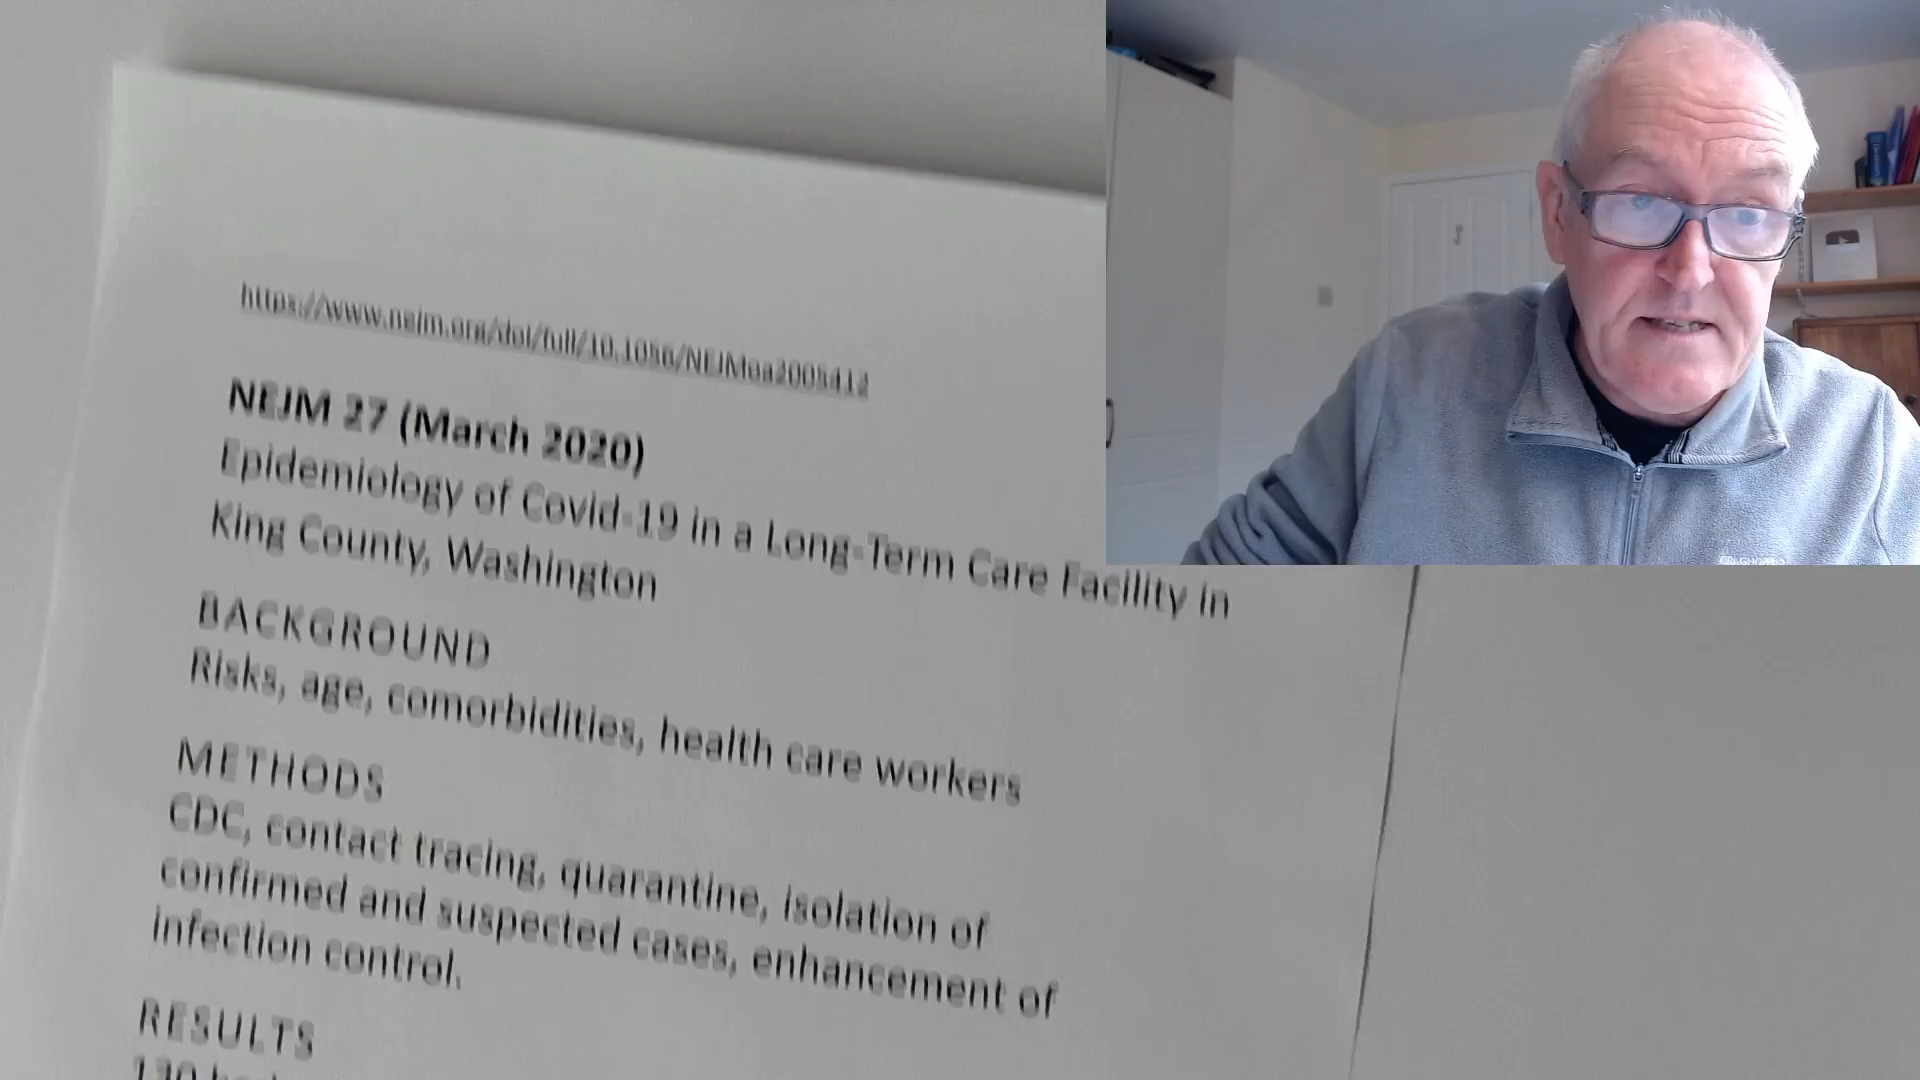 https://www.nejm.org/doi/full/10.1056/NEJMoa2005412
NEJM 27 (March 2020)
Epidemiology of Covid-19 in a Long-Term Care Facility in
King County, Washington
BACKGROUND
Risks, age, comorbidities, health care workers
METHODS
CDC, contact tracing, quarantine, isolation of
confirmed and suspected cases, enhancement of
infection control.
RESULTS
130